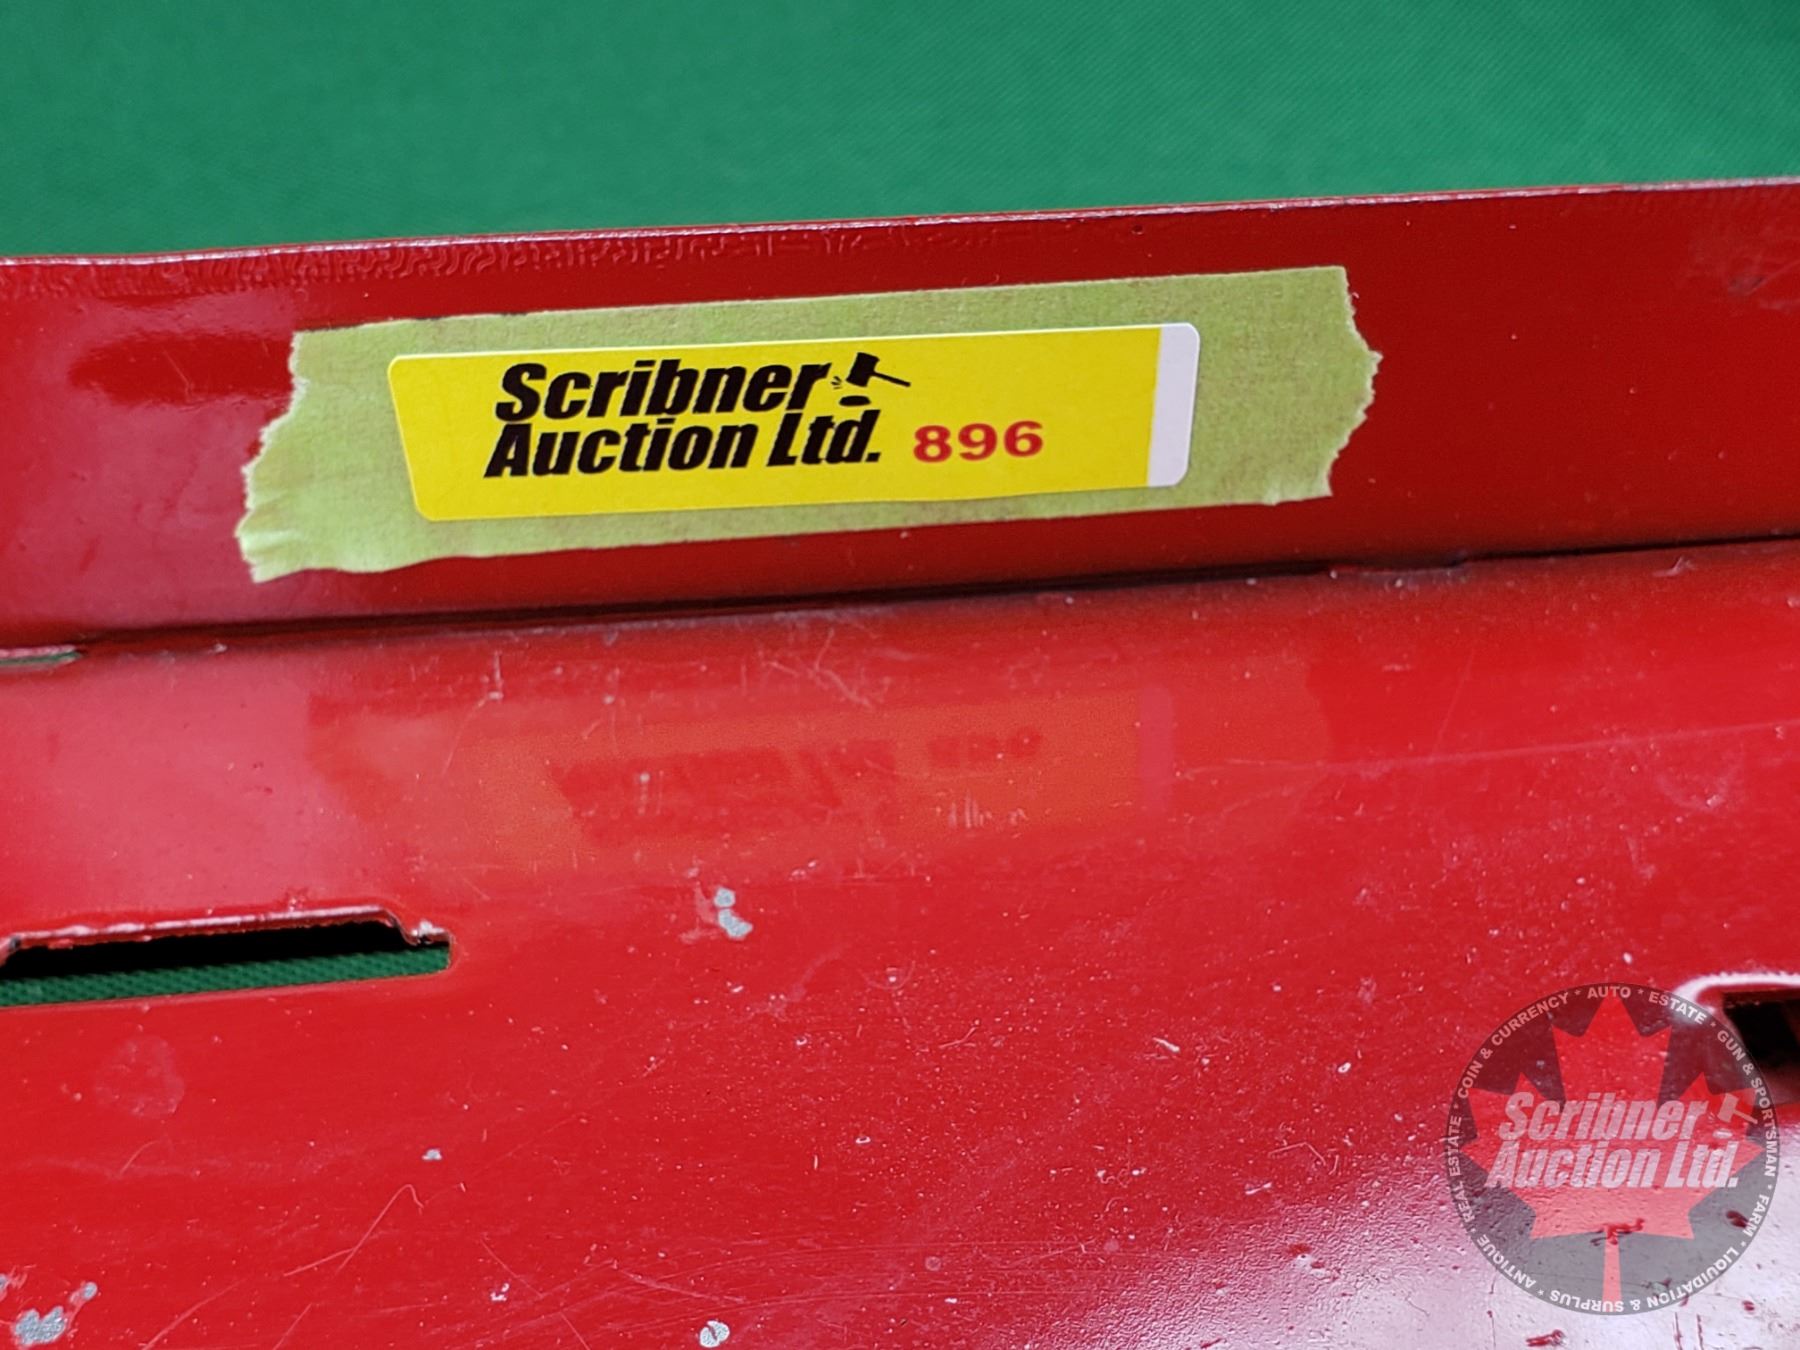 Scribner
Auction Ltd. 896
COIN & CURRENCY * AUTO * ESTATE * GUN & SPORTSMAN * FARM * LIQUIDATION & SURPLUS * ANTIQUE * REAL ESTATE *
Scribner
Auction Ltd.